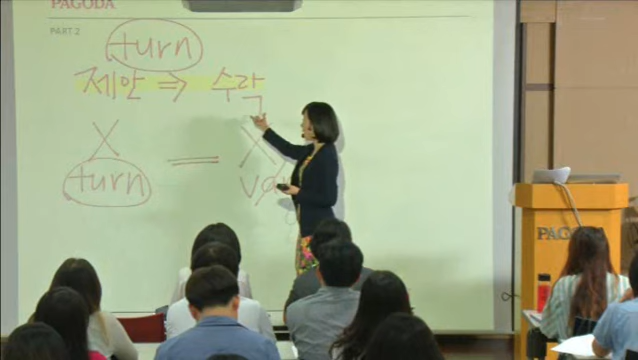 PAGODA
PART 2
turn
제안 ⇒ 수락
X X
turn =
PAGODA